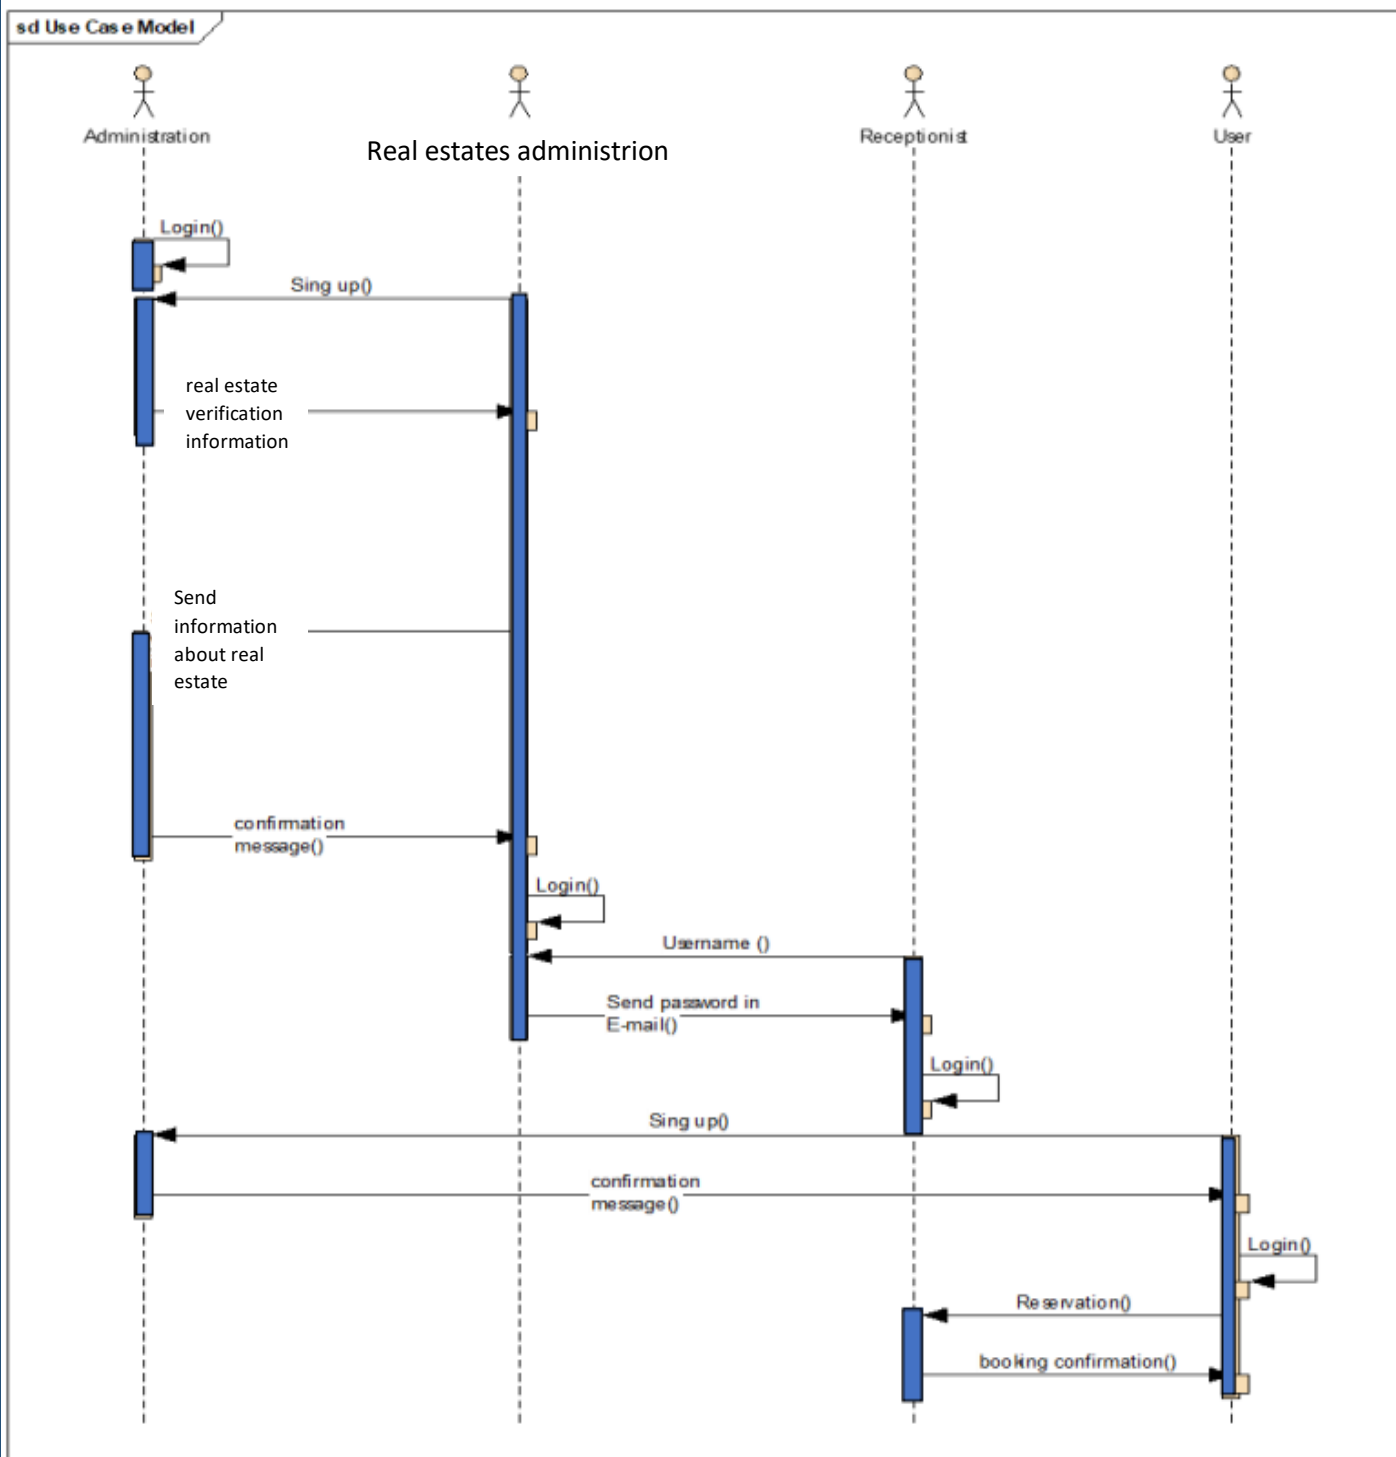 sd Use Case Model
Administration
Real estates administrion
Receptionist
User
Login()
Sing up()
real estate
verification
information
Send
information
about real
estate
confirmation
message()
Login()
Username ()
Send password in
E-mail()
Login()
Sing up()
confirmation
message()
Login()
Reservation()
booking confirmation()